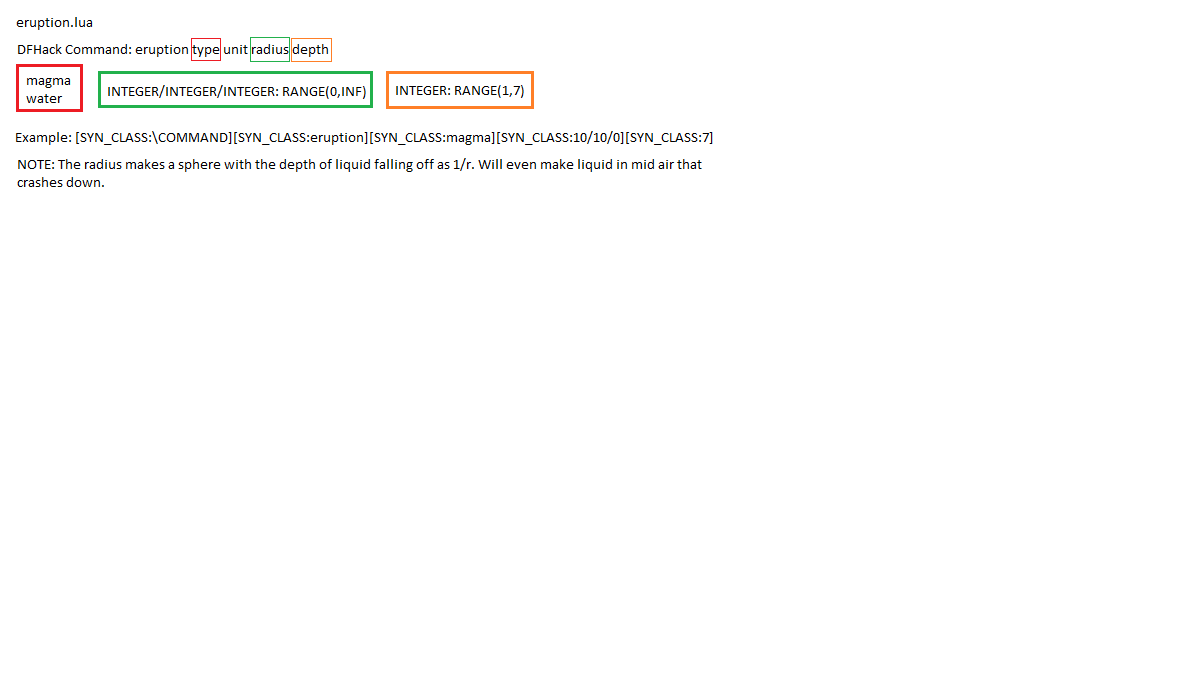 eruption.lua
DFHack Command: eruption type unit radius depth
magma
water
INTEGER/INTEGER/INTEGER: RANGE(0,INF)
INTEGER: RANGE(1,7)
Example: [SYN_CLASS:\COMMAND][SYN_CLASS:eruption][SYN_CLASS:magma][SYN_CLASS:10/10/0][SYN_CLASS:7]
NOTE: The radius makes a sphere with the depth of liquid falling off as 1/r. Will even make liquid in mid air that
crashes down.